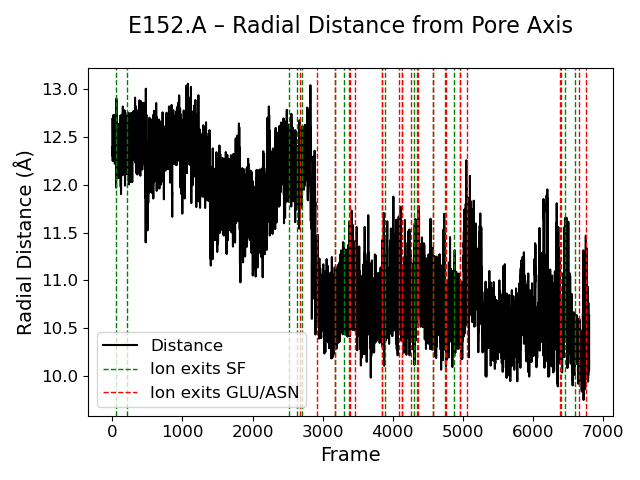 E152.A – Radial Distance from Pore Axis
Radial Distance (Å)
13.0
12.5
12.0
11.5
11.0
10.5
10.0
Distance
Ion exits SF
Ion exits GLU/ASN
0 1000 2000 3000 4000 5000 6000 7000
Frame